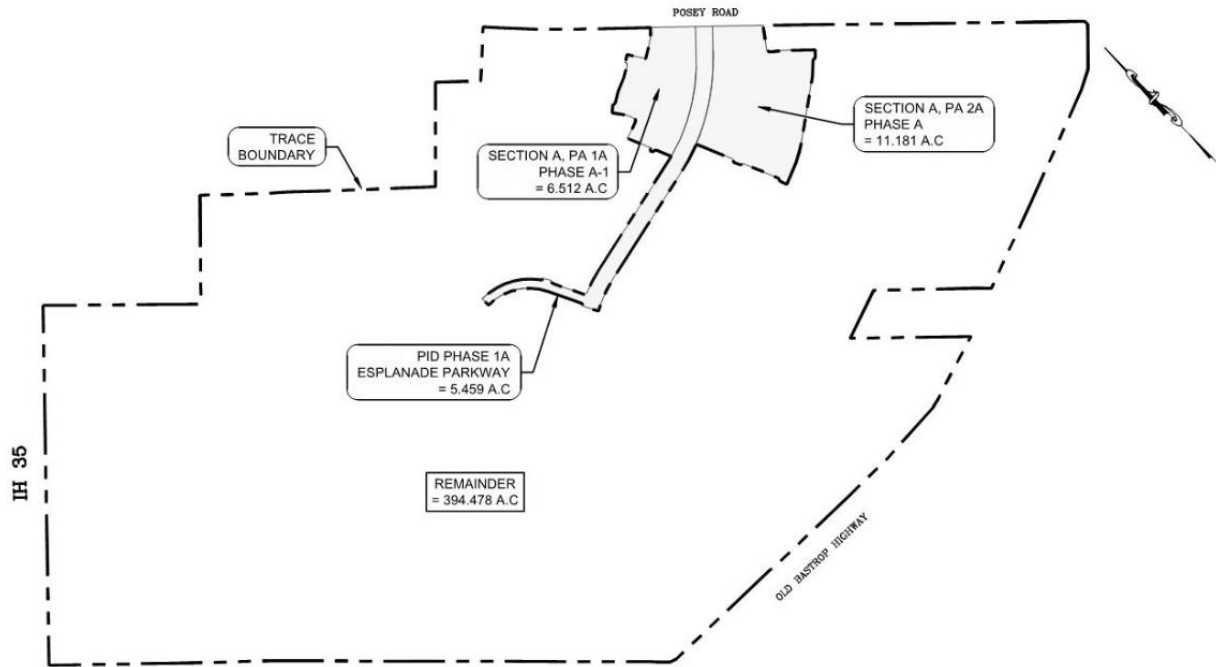 POSEY ROAD
TRACE
BOUNDARY
SECTION A, PA 1A
PHASE A-1
= 6.512 A.C
SECTION A, PA 2A
PHASE A
= 11.181 A.C
PID PHASE 1A
ESPLANADE PARKWAY
= 5.459 A.C
IH 35
REMAINDER
= 394.478 A.C
OLD BASTROP HIGHWAY